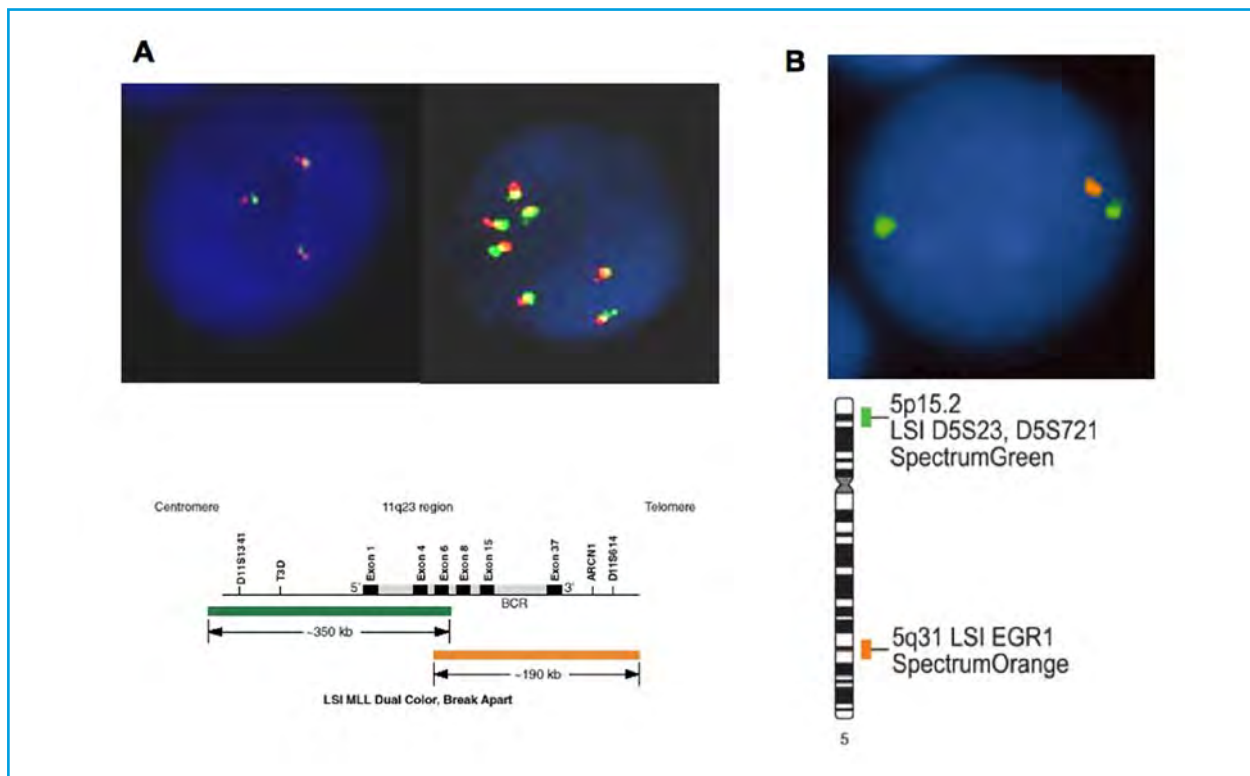 A
B
5p15.2
LSI D5S23, D5S721
SpectrumGreen
5q31 LSI EGR1
SpectrumOrange
5
Centromere
11q23 region
Telomere
D11S1341
T3D
5'
Exon 1
Exon 4
Exon 6
Exon 8
Exon 15
Exon 37
3'
ARCN1
D11S614
BCR
~350 kb
~190 kb
LSI MLL Dual Color, Break Apart